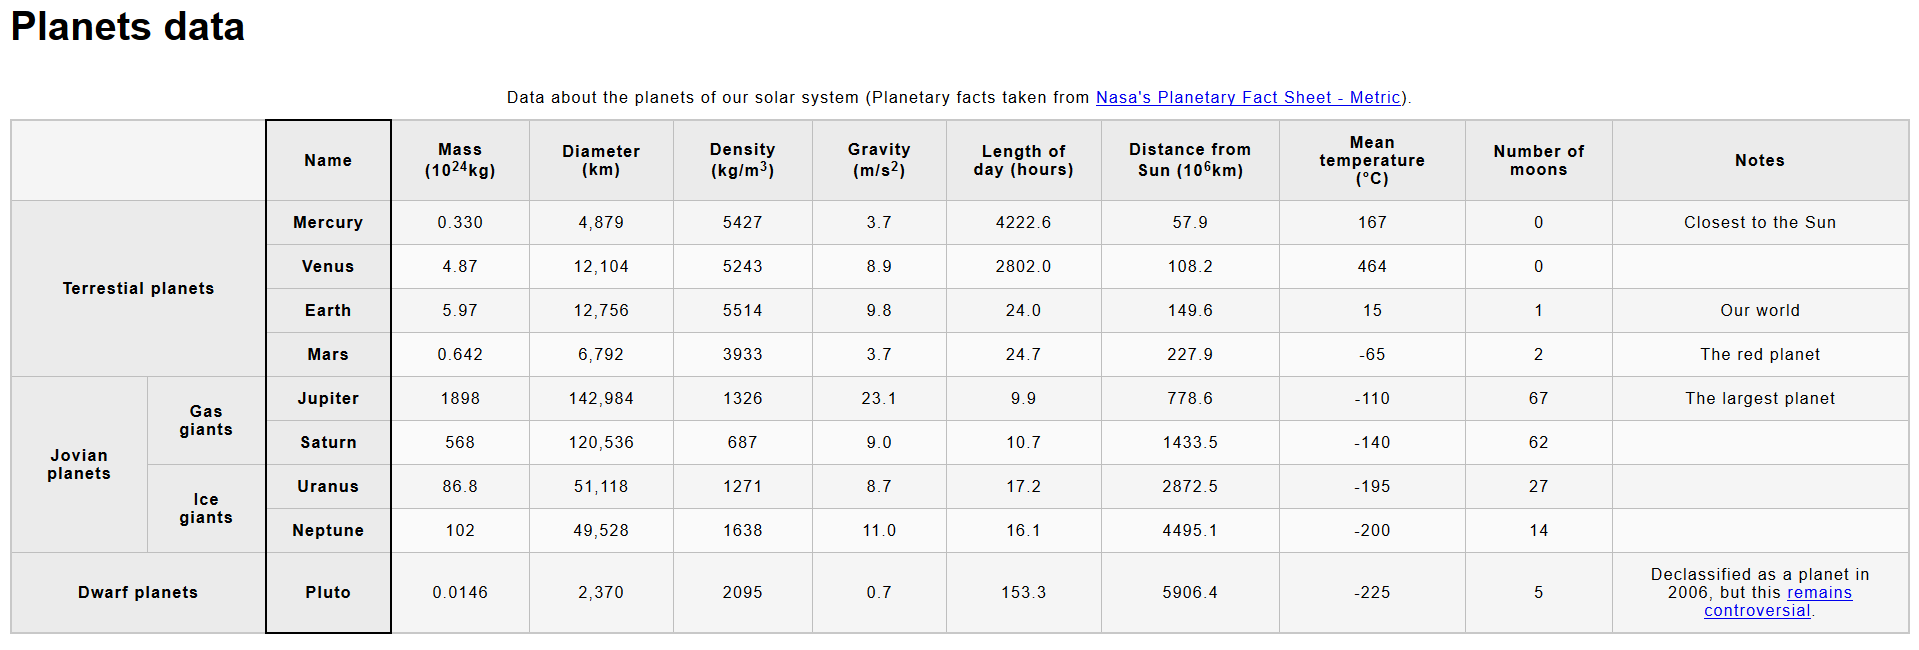 Planets data
Data about the planets of our solar system (Planetary facts taken from Nasa's Planetary Fact Sheet - Metric).
Name Mass (10²⁴kg) Diameter (km) Density (kg/m³) Gravity (m/s²) Length of day (hours) Distance from Sun (10⁶km) Mean temperature (°C) Number of moons Notes
Terrestial planets
Mercury 0.330 4,879 5427 3.7 4222.6 57.9 167 0 Closest to the Sun
Venus 4.87 12,104 5243 8.9 2802.0 108.2 464 0
Earth 5.97 12,756 5514 9.8 24.0 149.6 15 1 Our world
Mars 0.642 6,792 3933 3.7 24.7 227.9 -65 2 The red planet
Jovian planets
Gas giants
Jupiter 1898 142,984 1326 23.1 9.9 778.6 -110 67 The largest planet
Saturn 568 120,536 687 9.0 10.7 1433.5 -140 62
Ice giants
Uranus 86.8 51,118 1271 8.7 17.2 2872.5 -195 27
Neptune 102 49,528 1638 11.0 16.1 4495.1 -200 14
Dwarf planets
Pluto 0.0146 2,370 2095 0.7 153.3 5906.4 -225 5 Declassified as a planet in 2006, but this remains controversial.